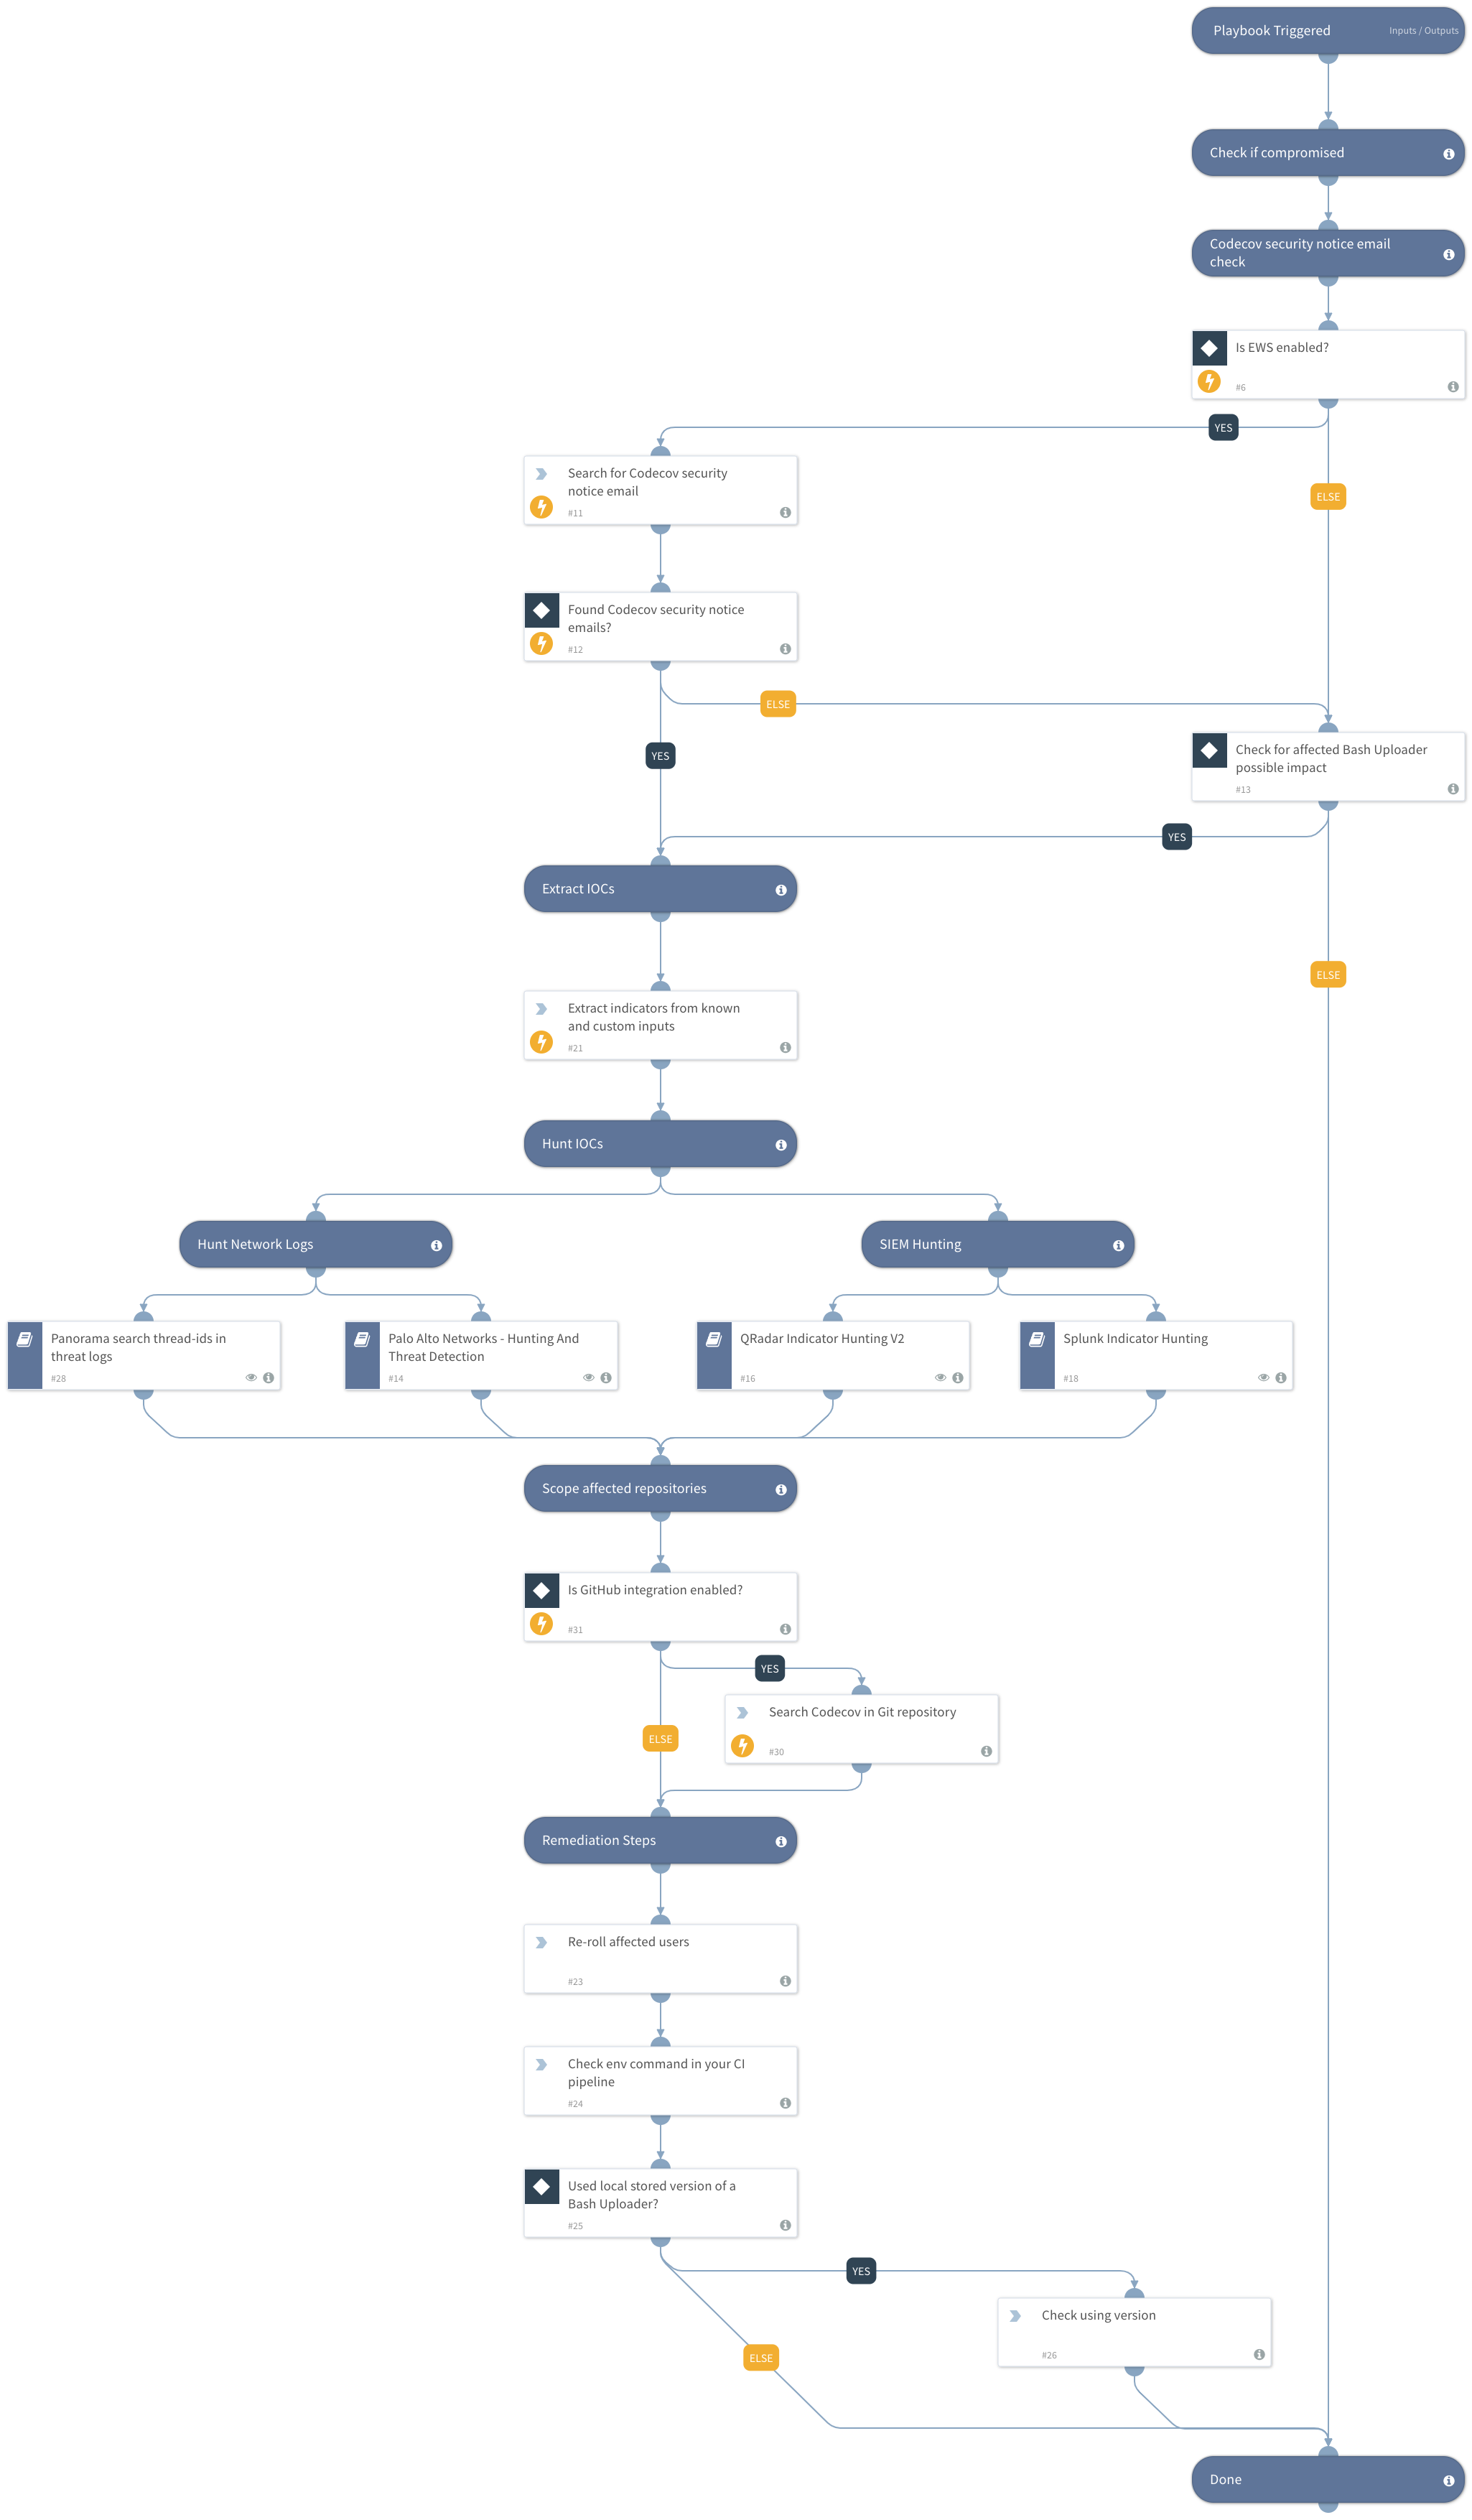 Playbook Triggered
Inputs / Outputs
Check if compromised
Codecov security notice email
check
Is EWS enabled?
#6
YES
Search for Codecov security
notice email
#11
ELSE
Found Codecov security notice
emails?
#12
ELSE
YES
Check for affected Bash Uploader
possible impact
#13
YES
Extract IOCs
ELSE
Extract indicators from known
and custom inputs
#21
Hunt IOCs
Hunt Network Logs
SIEM Hunting
Panorama search thread-ids in
threat logs
#28
Palo Alto Networks - Hunting And
Threat Detection
#14
QRadar Indicator Hunting V2
#16
Splunk Indicator Hunting
#18
Scope affected repositories
Is GitHub integration enabled?
#31
YES
Search Codecov in Git repository
#30
ELSE
Remediation Steps
Re-roll affected users
#23
Check env command in your CI
pipeline
#24
Used local stored version of a
Bash Uploader?
#25
YES
Check using version
#26
ELSE
Done